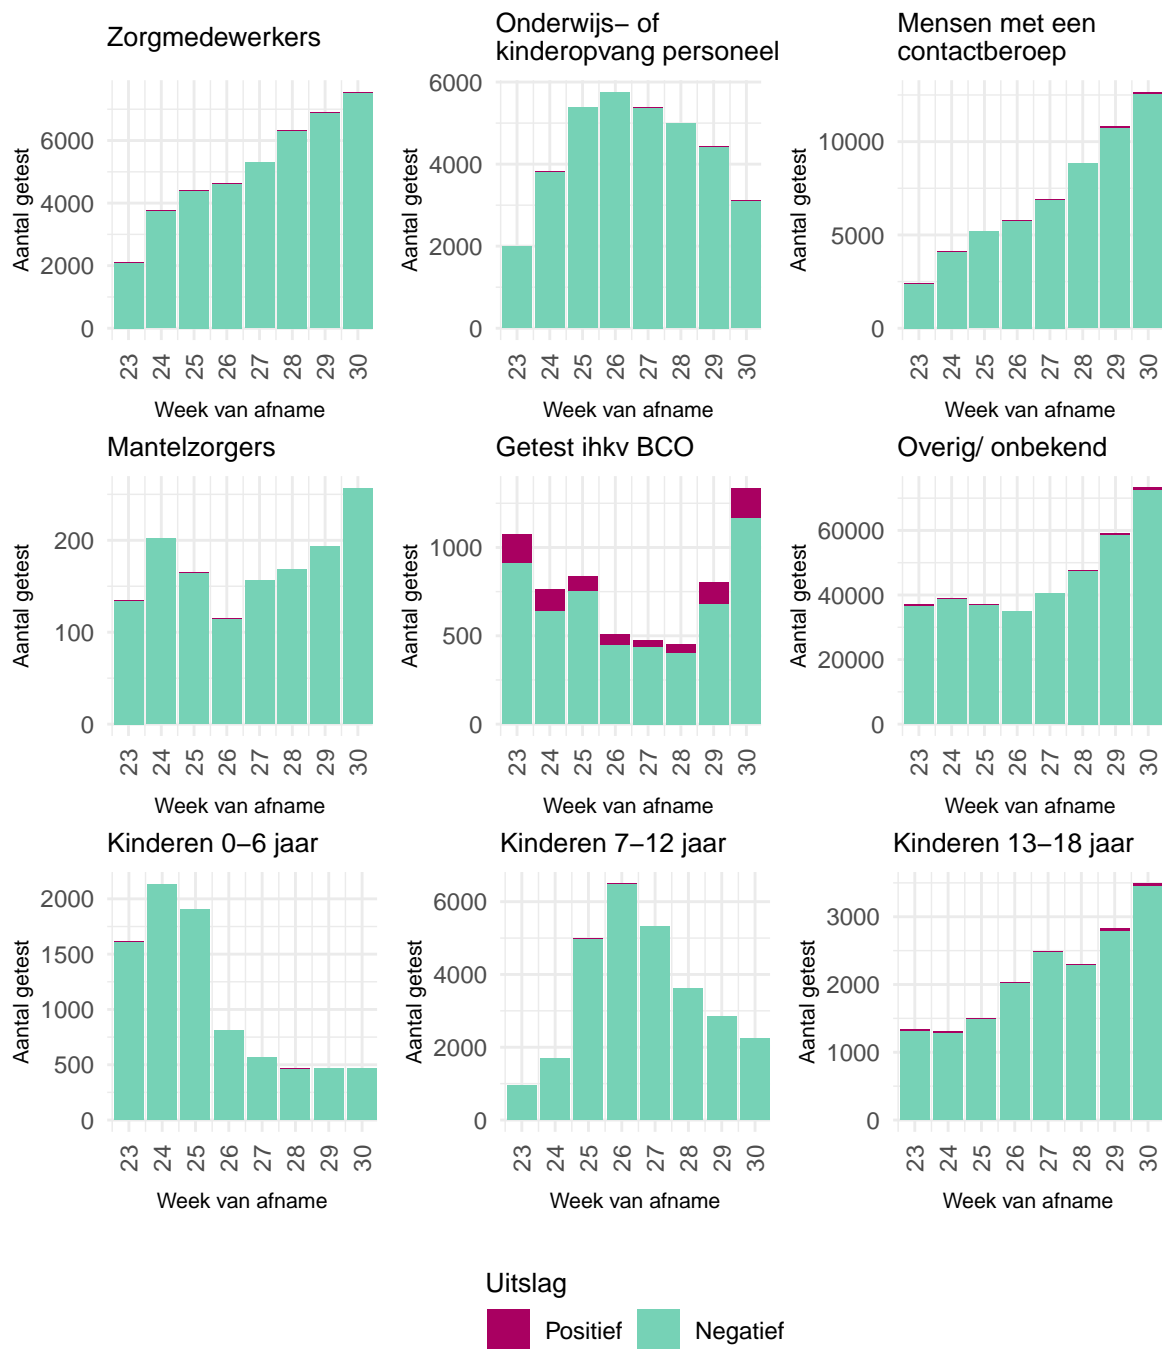 Zorgmedewerkers
Onderwijs– of
kinderopvang personeel
Mensen met een
contactberoep
Aantal getest
6000
4000
2000
0
23 24 25 26 27 28 29 30
Week van afname
Aantal getest
6000
4000
2000
0
23 24 25 26 27 28 29 30
Week van afname
Aantal getest
10000
5000
0
23 24 25 26 27 28 29 30
Week van afname
Mantelzorgers
Aantal getest
200
100
0
23 24 25 26 27 28 29 30
Week van afname
Getest ihkv BCO
Aantal getest
1000
500
0
23 24 25 26 27 28 29 30
Week van afname
Overig/ onbekend
Aantal getest
60000
40000
20000
0
23 24 25 26 27 28 29 30
Week van afname
Kinderen 0–6 jaar
Aantal getest
2000
1500
1000
500
0
23 24 25 26 27 28 29 30
Week van afname
Kinderen 7–12 jaar
Aantal getest
6000
4000
2000
0
23 24 25 26 27 28 29 30
Week van afname
Kinderen 13–18 jaar
Aantal getest
3000
2000
1000
0
23 24 25 26 27 28 29 30
Week van afname
Uitslag
Positief Negatief